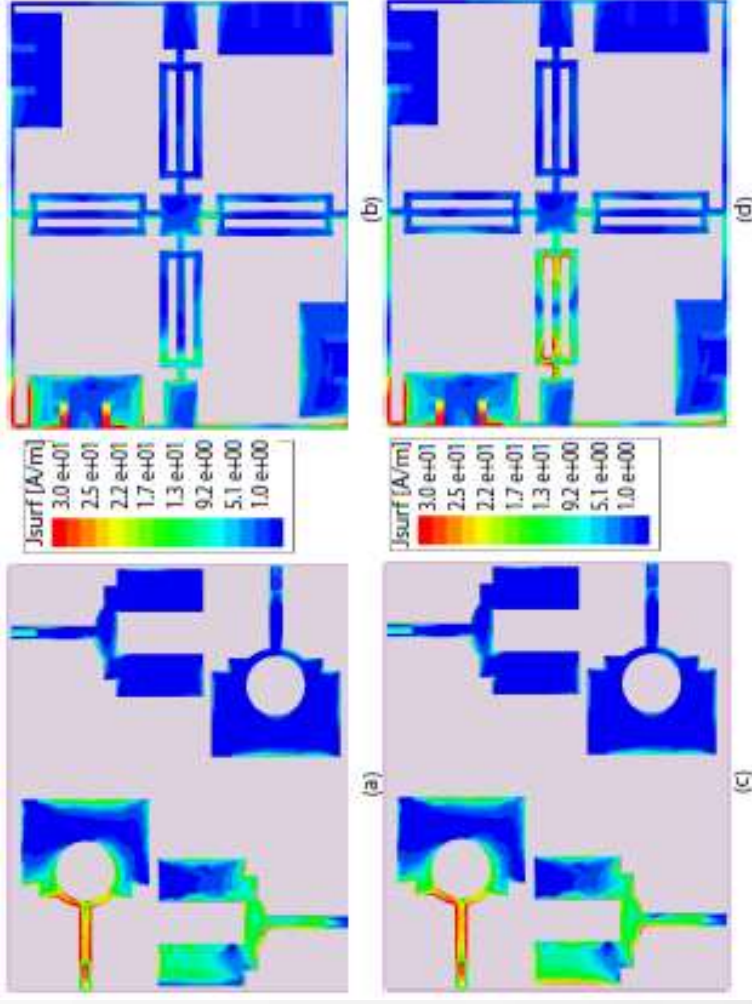 (a)
Jsurf [A/m]
3.0 e+01
2.5 e+01
2.2 e+01
1.7 e+01
1.3 e+01
9.2 e+00
5.1 e+00
1.0 e+00
(b)
(c)
Jsurf [A/m]
3.0 e+01
2.5 e+01
2.2 e+01
1.7 e+01
1.3 e+01
9.2 e+00
5.1 e+00
1.0 e+00
(d)